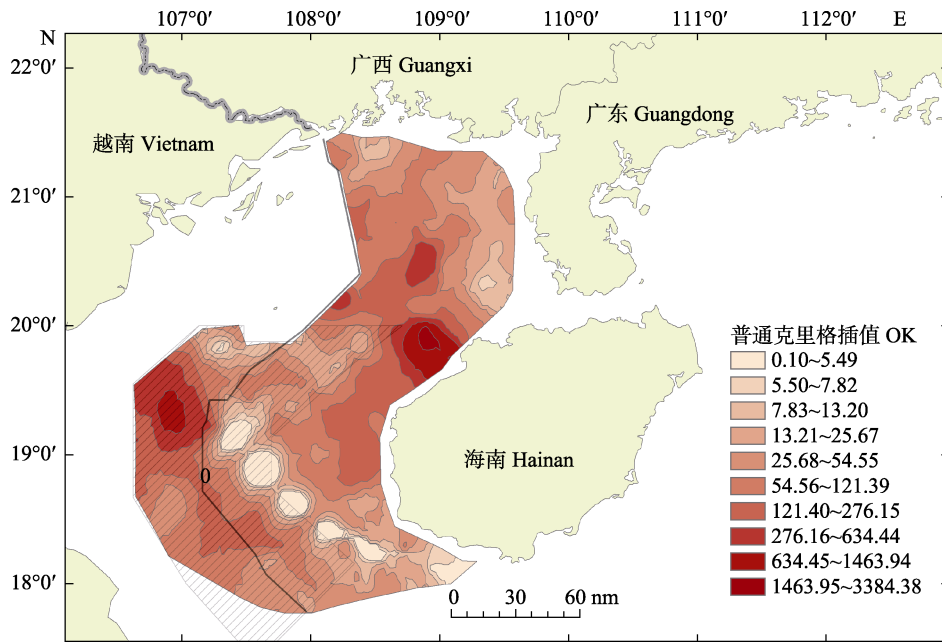 107°0′ 108°0′ 109°0′ 110°0′ 111°0′ 112°0′ E
N
22°0′
广西 Guangxi
广东 Guangdong
越南 Vietnam
21°0′
20°0′
普通克里格插值 OK
0.10~5.49
5.50~7.82
7.83~13.20
13.21~25.67
25.68~54.55
54.56~121.39
121.40~276.15
276.16~634.44
634.45~1463.94
1463.95~3384.38
19°0′
海南 Hainan
0
18°0′
0 30 60 nm